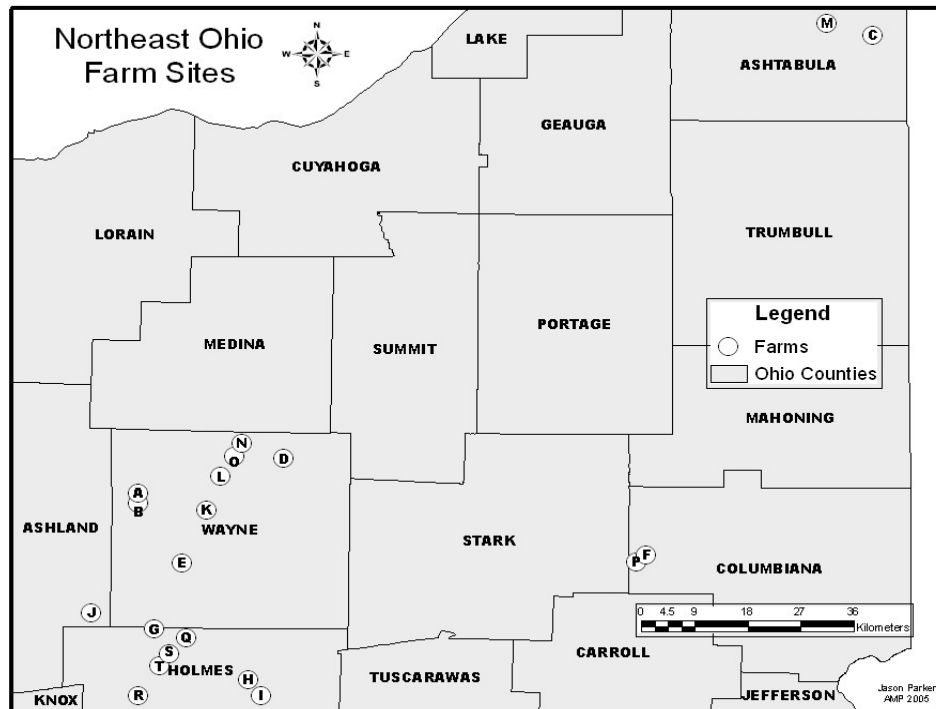 Northeast Ohio
Farm Sites
N
W E
S
LAKE
M
C
ASHTABULA
GEAUGA
CUYAHOGA
LORAIN
TRUMBULL
Legend
Farms
Ohio Counties
MEDINA
SUMMIT
PORTAGE
MAHONING
N
O
D
L
A
B
K
ASHLAND
WAYNE
STARK
E
P
F
COLUMBIANA
J
0 4.5 9 18 27 36
Kilometers
G
Q
S
T
HOLMES
CARROLL
H
TUSCARAWAS
R
I
KNOX
JEFFERSON
Jason Parker
AMP 2005